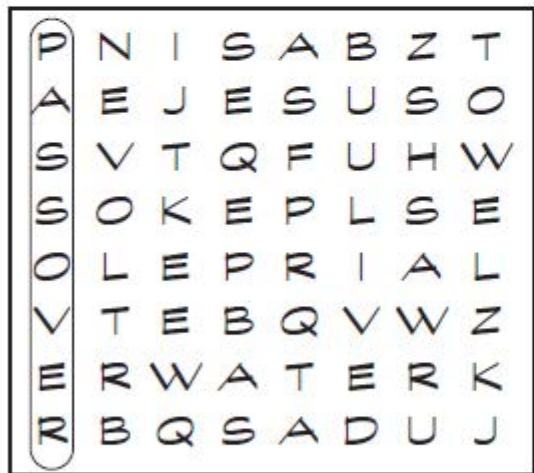 P N I S A B Z T
A E J E S U S O
S V T Q F U H W
S O K E P L S E
O L E P R I A L
V T E B Q V W Z
E R W A T E R K
R B Q S A D U J